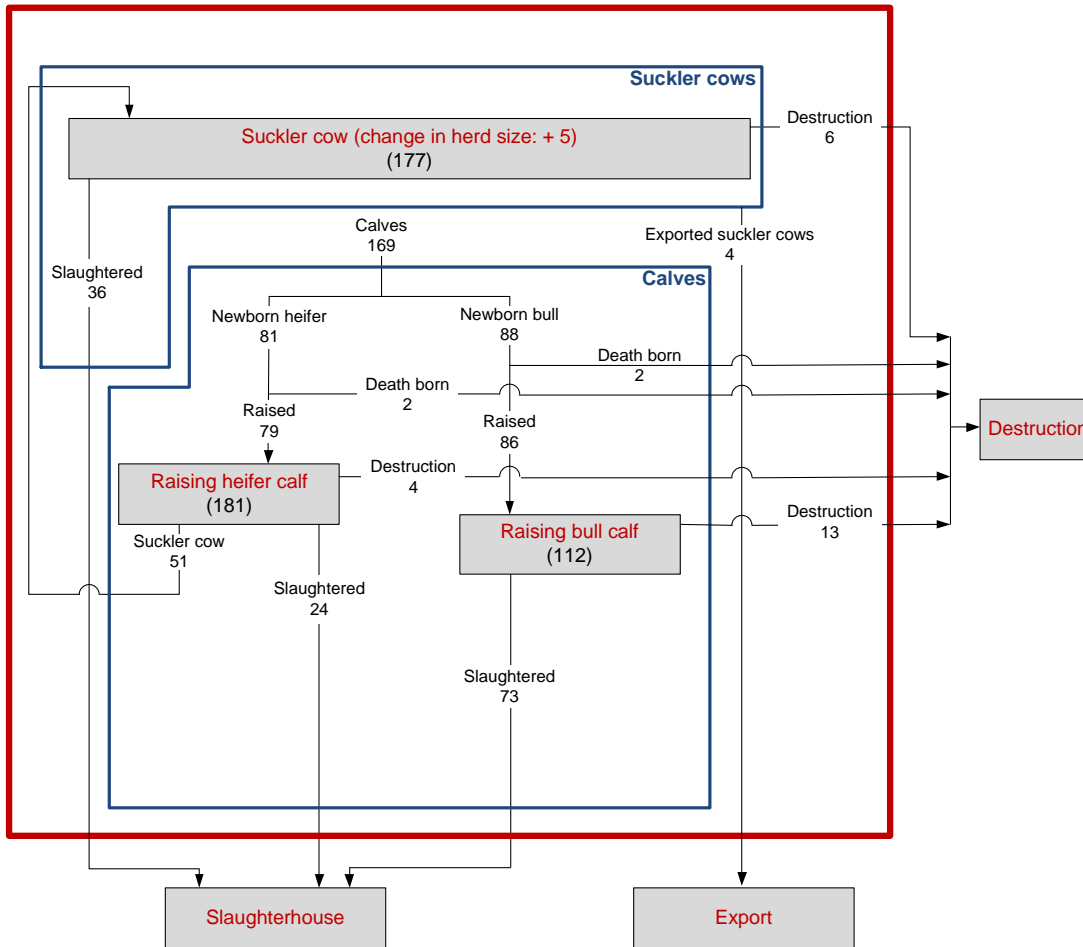 Suckler cows
Suckler cow (change in herd size: + 5)
(177)
Destruction
6
Calves
169
Exported suckler cows
4
Slaughtered
36
Calves
Newborn heifer
81
Newborn bull
88
Death born
2
Death born
2
Raised
79
Raised
86
Destruction
Raising heifer calf
(181)
Destruction
4
Raising bull calf
(112)
Destruction
13
Suckler cow
51
Slaughtered
24
Slaughtered
73
Slaughterhouse
Export